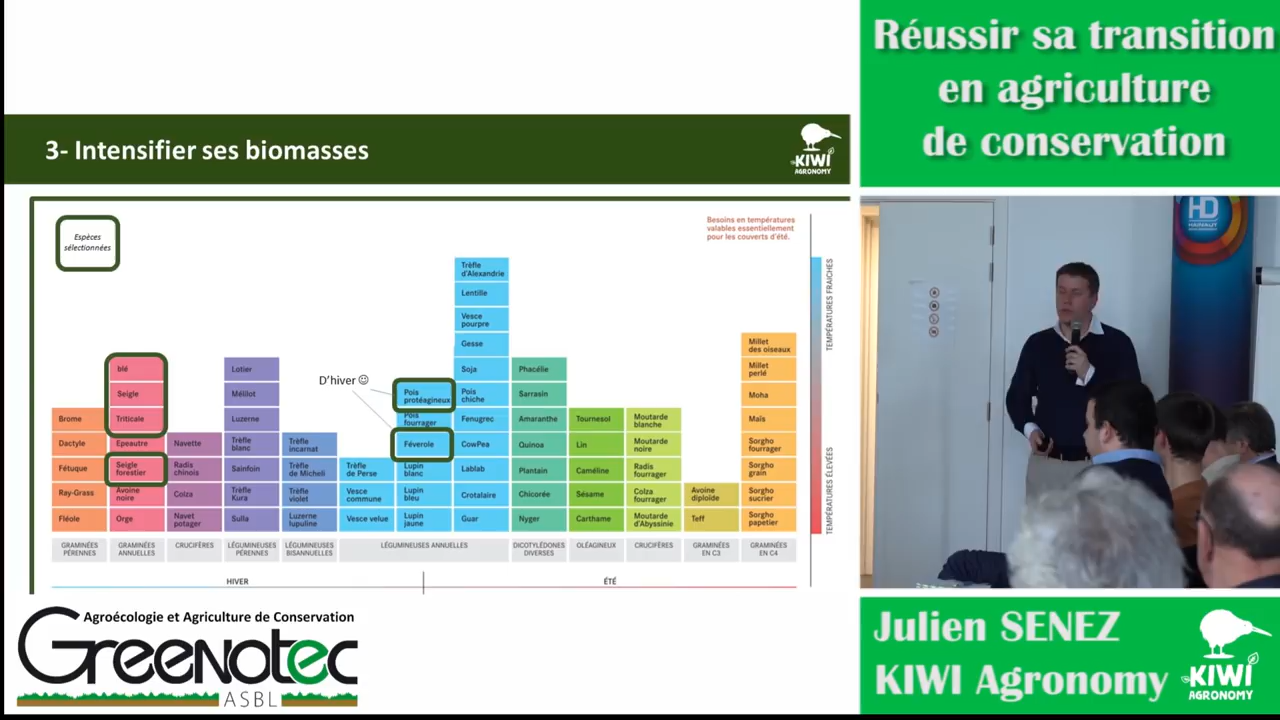 Réussir sa transition
en agriculture
de conservation
3- Intensifier ses biomasses
KIWI
AGRONOMY
Espèces
sélectionnées
Besoins en températures
valables essentiellement
pour les couverts d'été.
TEMPÉRATURES FRAICHES
TEMPÉRATURES ÉLEVÉES
D'hiver
Brome
Dactyle
Fétuque
Ray-Grass
Fléole
GRAMINÉES
PÉRENNES
blé
Seigle
Triticale
Epeautre
Seigle
forestier
Avoine
noire
Orge
GRAMINÉES
ANNUELLES
Navette
Radis
chinois
Colza
Navet
potager
CRUCIFÈRES
Lotier
Mélilot
Luzerne
Trèfle
blanc
Sainfoin
Trèfle
Kura
Sulla
LÉGUMINEUSES
PÉRENNES
Trèfle
incarnat
Trèfle
de Micheli
Trèfle
violet
Luzerne
lupuline
LÉGUMINEUSES
BISANNUELLES
Trèfle
de Perse
Vesce
commune
Vesce velue
Pois
protéagineux
Pois
fourrager
Féverole
Lupin
blanc
Lupin
bleu
Lupin
jaune
Trèfle
d'Alexandrie
Lentille
Vesce
pourpre
Gesse
Soja
Pois
chiche
Fenugrec
CowPea
Lablab
Crotalaire
Guar
LÉGUMINEUSES ANNUELLES
Phacélie
Sarrasin
Amaranthe
Quinoa
Plantain
Chicorée
Nyger
DICOTYLÉDONES
DIVERSES
Tournesol
Lin
Caméline
Sésame
Carthame
OLÉAGINEUX
Moutarde
blanche
Moutarde
noire
Radis
fourrager
Colza
fourrager
Moutarde
d'Abyssinie
CRUCIFÈRES
Avoine
diploïde
Teff
GRAMINÉES
EN C3
Millet
des oiseaux
Millet
perlé
Moha
Maïs
Sorgho
fourrager
Sorgho
grain
Sorgho
sucrier
Sorgho
papetier
GRAMINÉES
EN C4
HIVER
ÉTÉ
HD
HAINAUT
Agroécologie et Agriculture de Conservation
Greenotec
ASBL
Julien SENEZ
KIWI Agronomy
KIWI
AGRONOMY